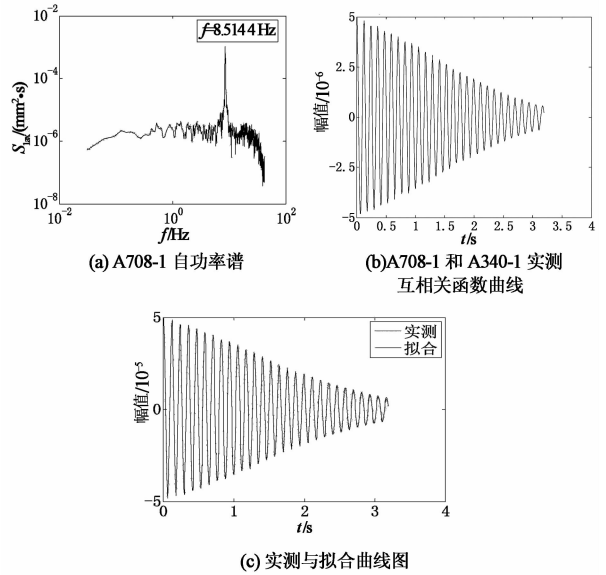 f=8.5144 Hz
10⁻²
10⁻⁴
10⁻⁶
10⁻⁸
10⁻²
10⁰
10²
f/Hz
(a) A708-1 自功率谱
幅值/10⁻⁶
5
2.5
0
-2.5
-5
0 0.5 1 1.5 2 2.5 3 3.5 4
t/s
(b)A708-1 和 A340-1 实测
互相关函数曲线
幅值/10⁻⁵
5
0
-5
实测
拟合
0 1 2 3 4
t/s
(c) 实测与拟合曲线图